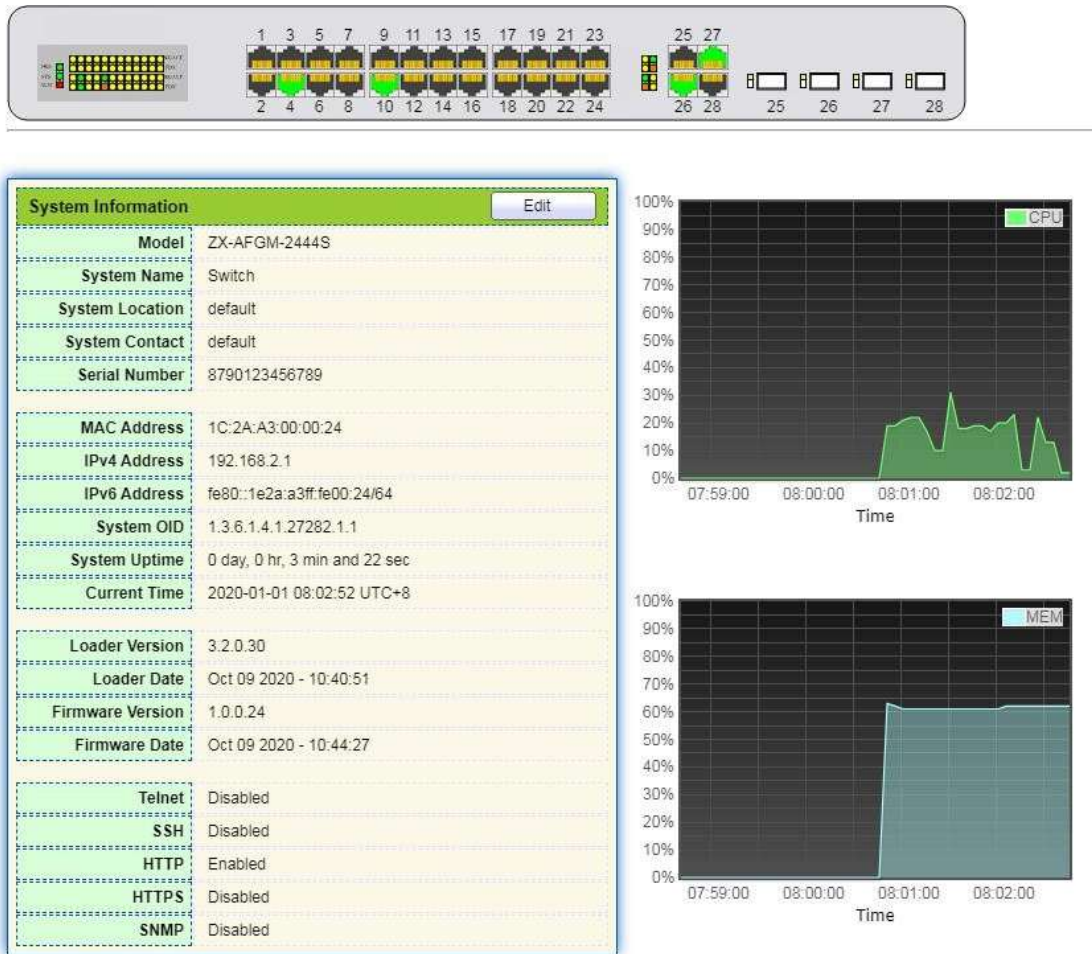 1 3 5 7 9 11 13 15 17 19 21 23 25 27
2 4 6 8 10 12 14 16 18 20 22 24 26 28 25 26 27 28
System Information Edit
Model ZX-AFGM-2444S
System Name Switch
System Location default
System Contact default
Serial Number 8790123456789
MAC Address 1C:2A:A3:00:00:24
IPv4 Address 192.168.2.1
IPv6 Address fe80::1e2a:a3ff:fe00:24/64
System OID 1.3.6.1.4.1.27282.1.1
System Uptime 0 day, 0 hr, 3 min and 22 sec
Current Time 2020-01-01 08:02:52 UTC+8
Loader Version 3.2.0.30
Loader Date Oct 09 2020 - 10:40:51
Firmware Version 1.0.0.24
Firmware Date Oct 09 2020 - 10:44:27
Telnet Disabled
SSH Disabled
HTTP Enabled
HTTPS Disabled
SNMP Disabled
100%
CPU
90%
80%
70%
60%
50%
40%
30%
20%
10%
0%
07:59:00 08:00:00 08:01:00 08:02:00
Time
100%
MEM
90%
80%
70%
60%
50%
40%
30%
20%
10%
0%
07:59:00 08:00:00 08:01:00 08:02:00
Time